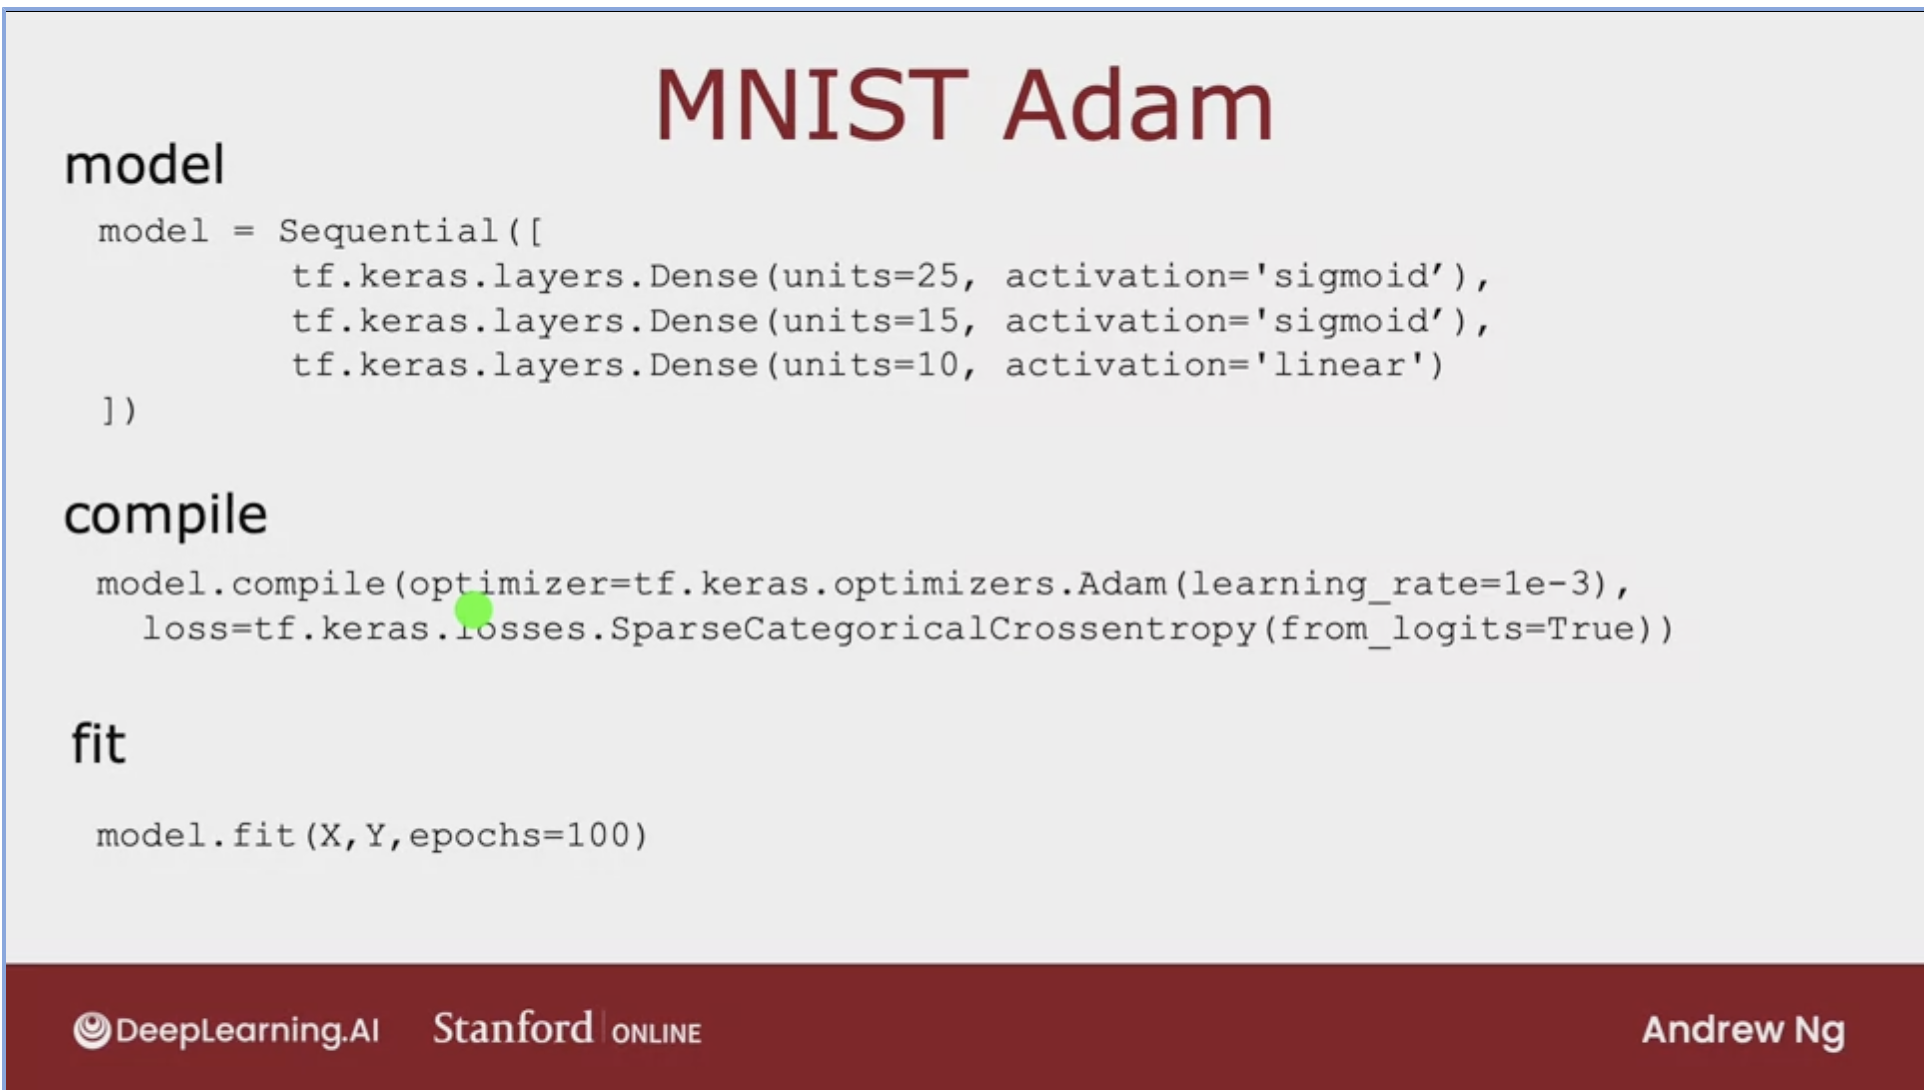 MNIST Adam
model
model = Sequential([
tf.keras.layers.Dense(units=25, activation='sigmoid’),
tf.keras.layers.Dense(units=15, activation='sigmoid’),
tf.keras.layers.Dense(units=10, activation='linear')
])
compile
model.compile(optimizer=tf.keras.optimizers.Adam(learning_rate=1e-3),
loss=tf.keras.losses.SparseCategoricalCrossentropy(from_logits=True))
fit
model.fit(X,Y,epochs=100)
DeepLearning.AI Stanford ONLINE Andrew Ng